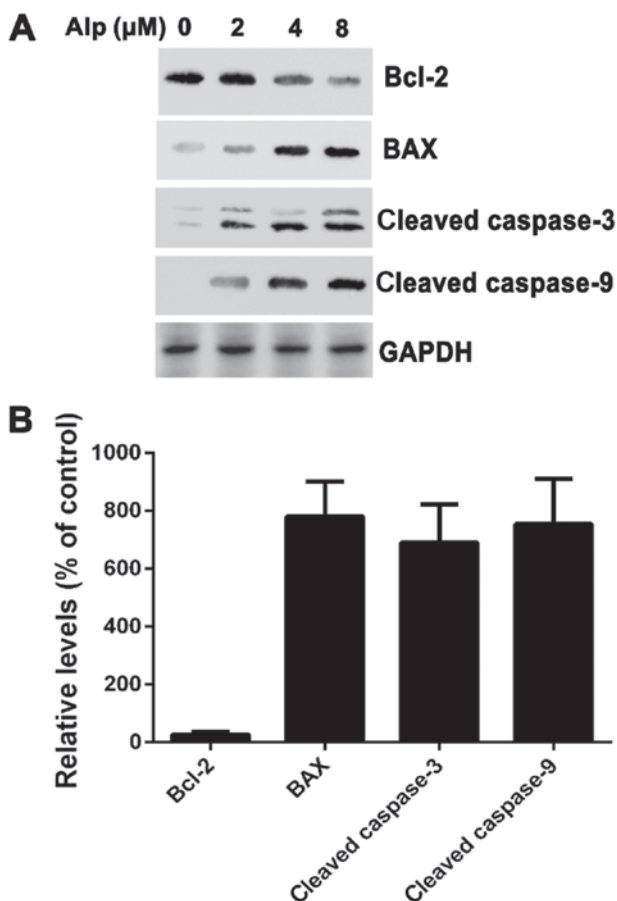 A
Alp (µM) 0 2 4 8
Bcl-2
BAX
Cleaved caspase-3
Cleaved caspase-9
GAPDH
B
Relative levels (% of control)
1000
800
600
400
200
0
Bcl-2
BAX
Cleaved caspase-3
Cleaved caspase-9